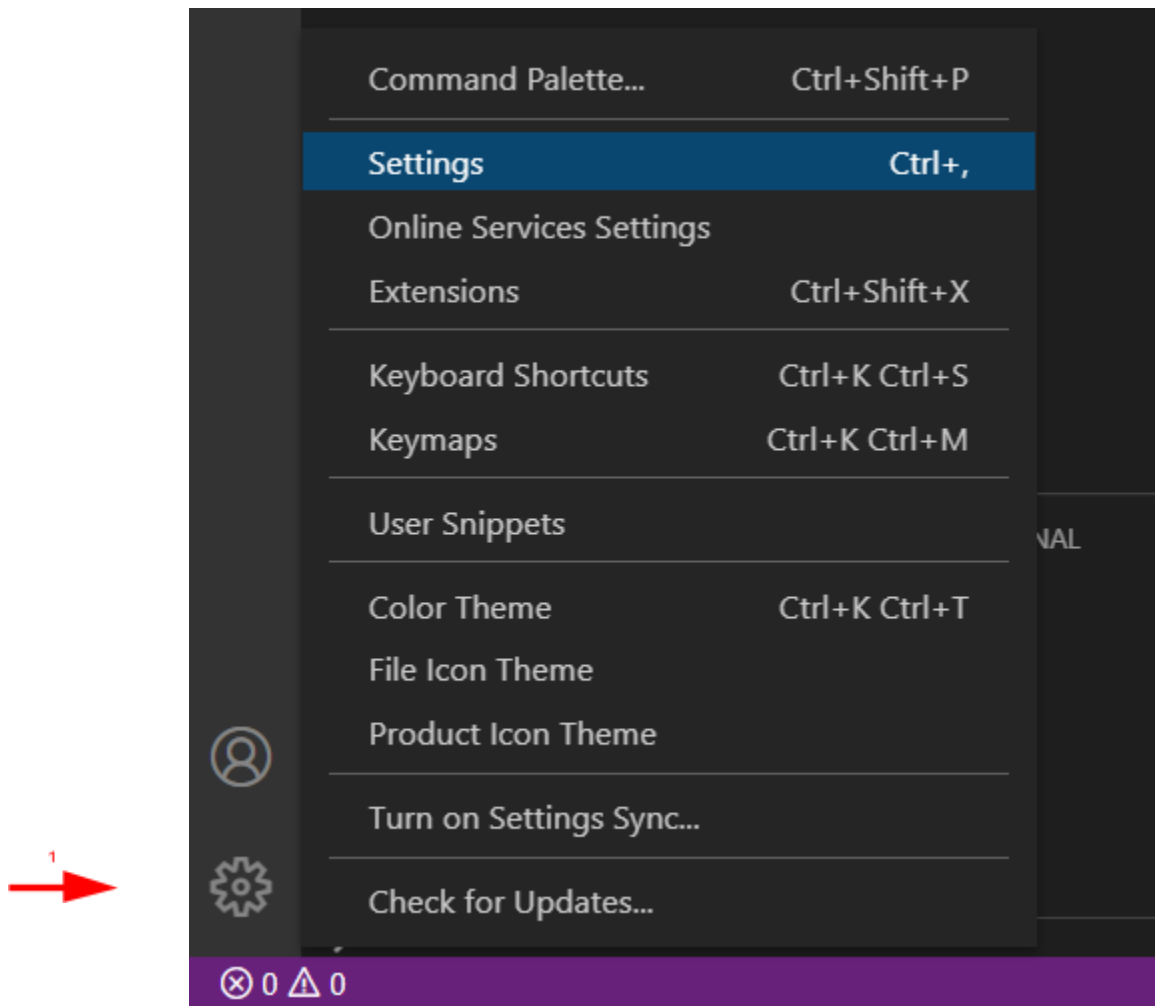 Command Palette... Ctrl+Shift+P
Settings Ctrl+,
Online Services Settings
Extensions Ctrl+Shift+X
Keyboard Shortcuts Ctrl+K Ctrl+S
Keymaps Ctrl+K Ctrl+M
User Snippets
NAL
Color Theme Ctrl+K Ctrl+T
File Icon Theme
Product Icon Theme
Turn on Settings Sync...
1
Check for Updates...
0 0